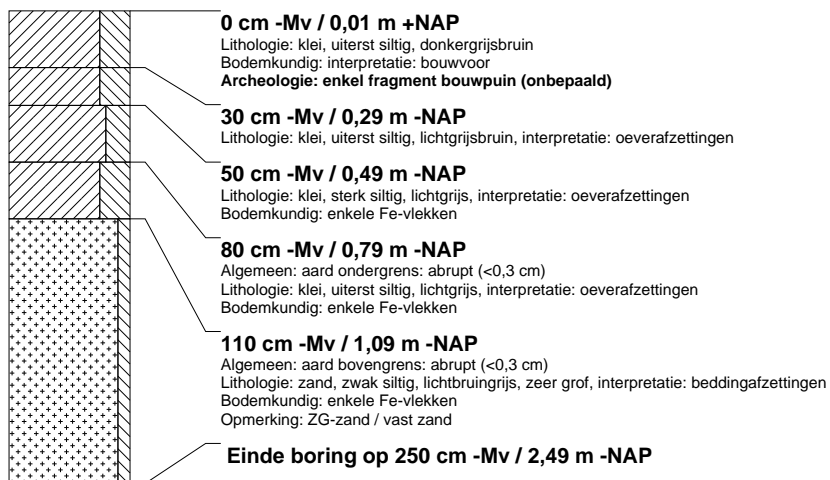 0 cm -Mv / 0,01 m +NAP
Lithologie: klei, uiterst siltig, donkergrijsbruin
Bodemkundig: interpretatie: bouwvoor
Archeologie: enkel fragment bouwpuin (onbepaald)
30 cm -Mv / 0,29 m -NAP
Lithologie: klei, uiterst siltig, lichtgrijsbruin, interpretatie: oeverafzettingen
50 cm -Mv / 0,49 m -NAP
Lithologie: klei, sterk siltig, lichtgrijs, interpretatie: oeverafzettingen
Bodemkundig: enkele Fe-vlekken
80 cm -Mv / 0,79 m -NAP
Algemeen: aard ondergrens: abrupt (<0,3 cm)
Lithologie: klei, uiterst siltig, lichtgrijs, interpretatie: oeverafzettingen
Bodemkundig: enkele Fe-vlekken
110 cm -Mv / 1,09 m -NAP
Algemeen: aard bovengrens: abrupt (<0,3 cm)
Lithologie: zand, zwak siltig, lichtbruingrijs, zeer grof, interpretatie: beddingafzettingen
Bodemkundig: enkele Fe-vlekken
Opmerking: ZG-zand / vast zand
Einde boring op 250 cm -Mv / 2,49 m -NAP